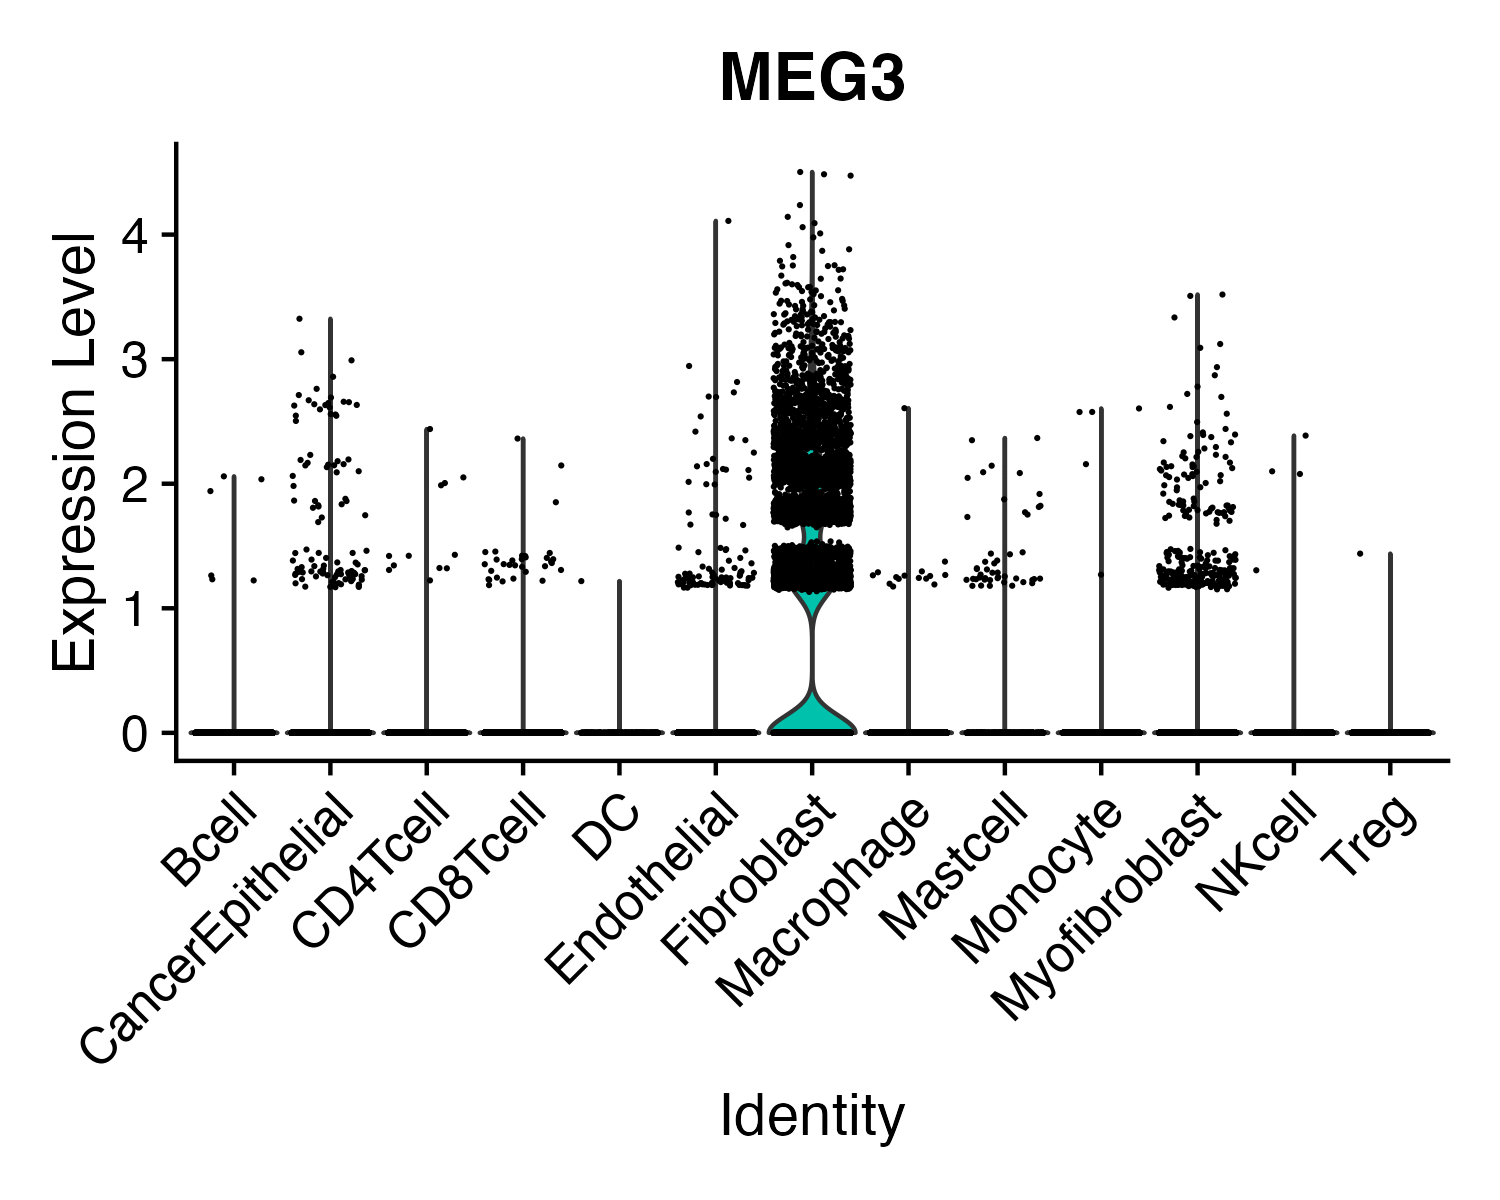 MEG3
Expression Level
4
3
2
1
0
Bcell
CancerEpithelial
CD4Tcell
CD8Tcell
DC
Endothelial
Fibroblast
Macrophage
Mastcell
Monocyte
Myofibroblast
NKcell
Treg
Identity